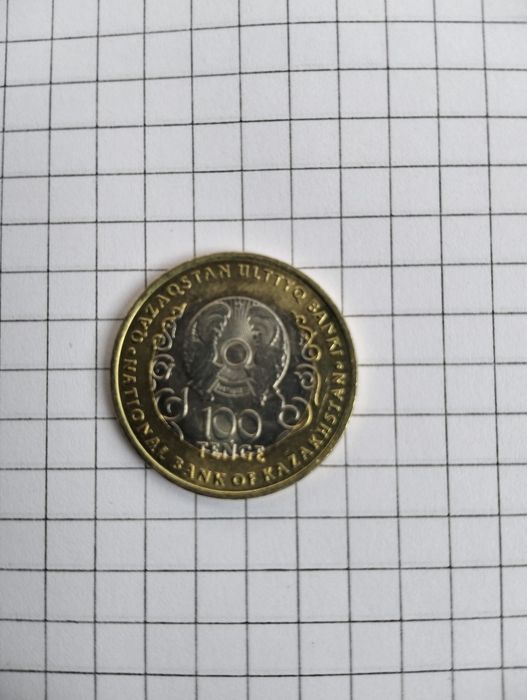 QAZAQSTAN ULTTYQ BANKI
100
TENGE
NATIONAL BANK OF KAZAKHSTAN